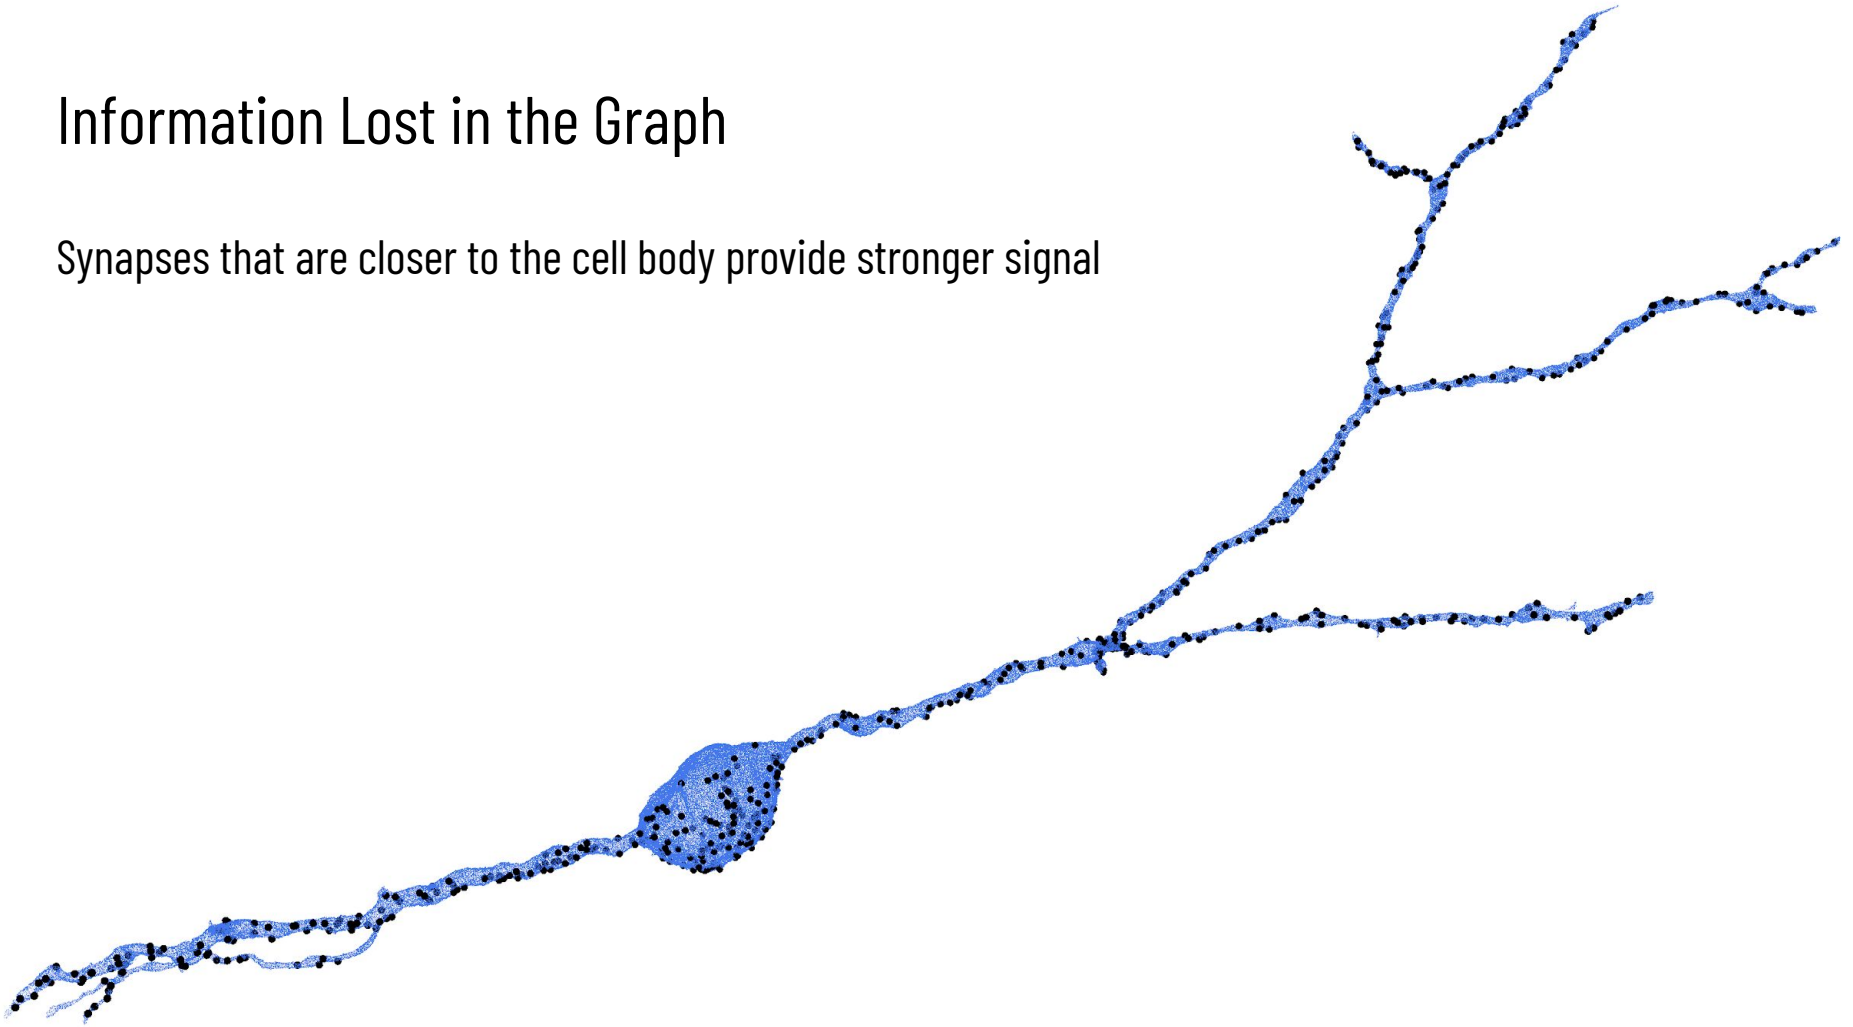 Information Lost in the Graph
Synapses that are closer to the cell body provide stronger signal